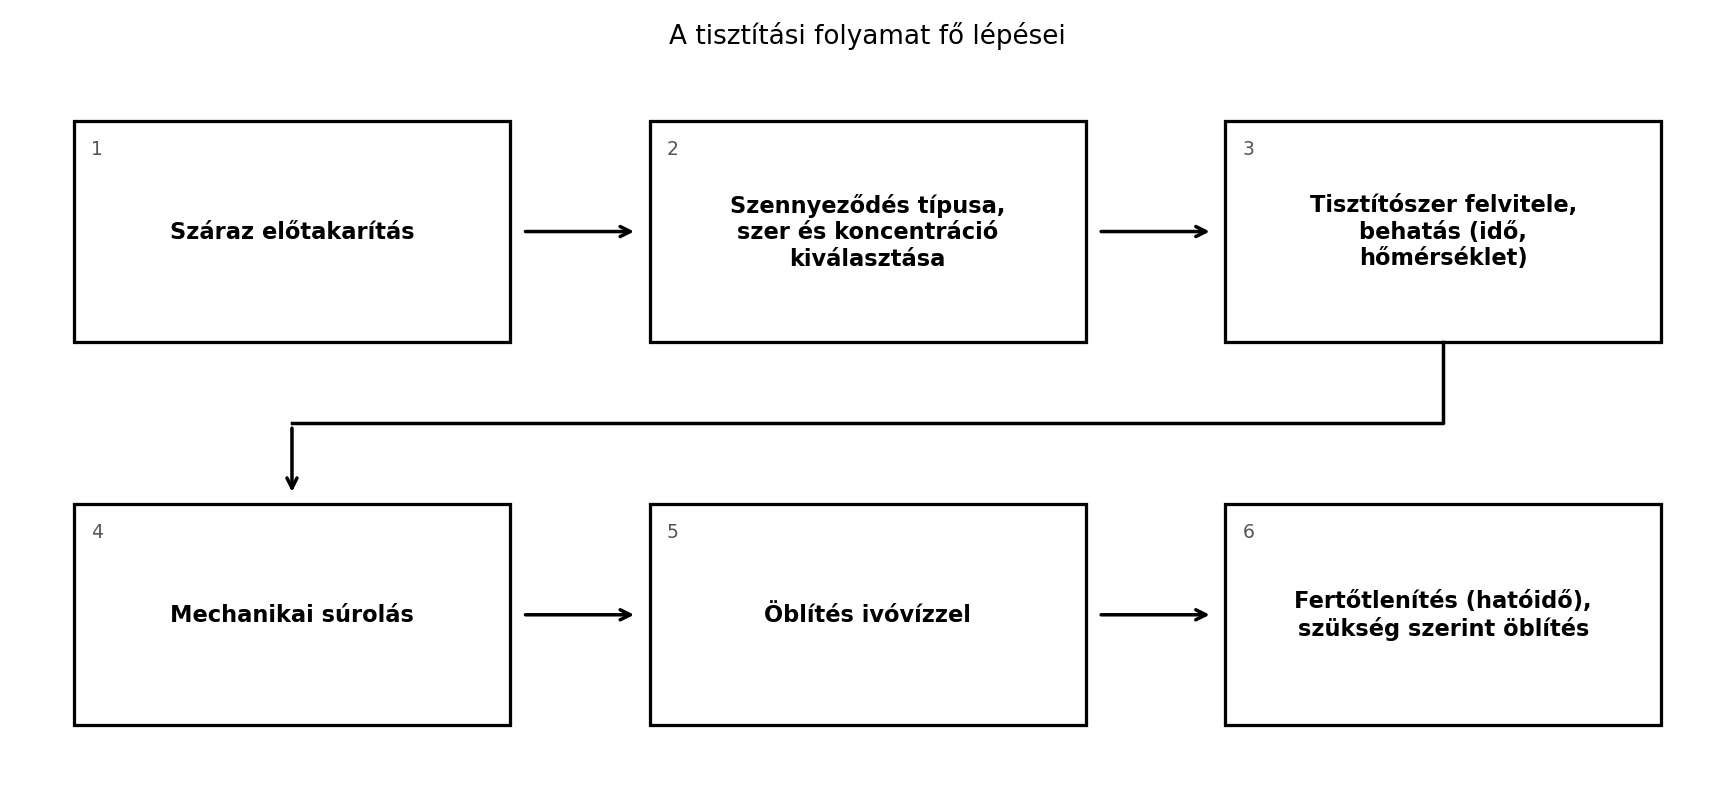 A tisztítási folyamat fő lépései
1
Száraz előtakarítás
2
Szennyeződés típusa,
szer és koncentráció
kiválasztása
3
Tisztítószer felvitele,
behatás (idő,
hőmérséklet)
4
Mechanikai súrolás
5
Öblítés ivóvízzel
6
Fertőtlenítés (hatóidő),
szükség szerint öblítés